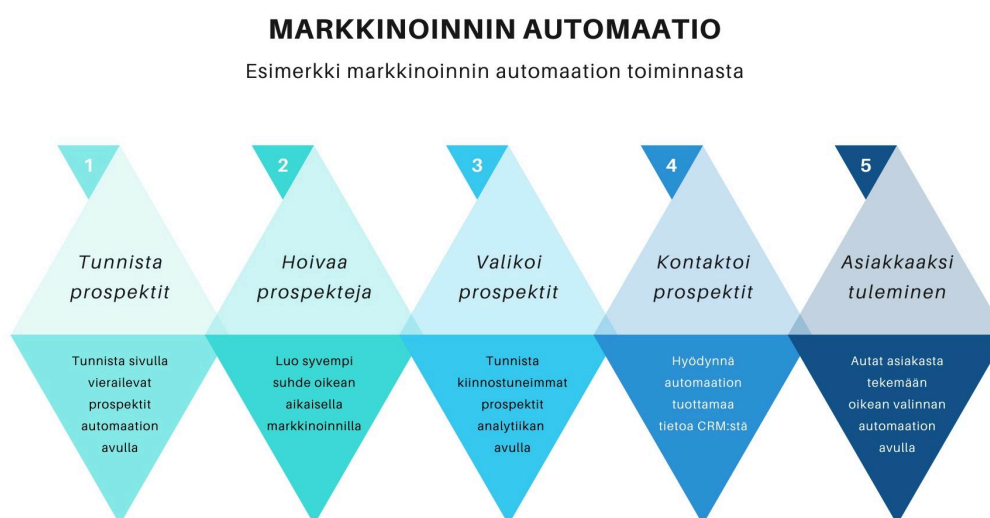 MARKKINOINNIN AUTOMAATIO
Esimerkki markkinoinnin automaation toiminnasta
1
Tunnista
prospektit
Tunnista sivulla
vierailevat
prospektit
automaation
avulla
2
Hoivaa
prospekteja
Luo syvempi
suhde oikean
aikaisella
markkinoinnilla
3
Valikoi
prospektit
Tunnista
kiinnostuneimmat
prospektit
analytiikan
avulla
4
Kontaktoi
prospektit
Hyödynnä
automaation
tuottamaa
tietoa CRM:stä
5
Asiakkaaksi
tuleminen
Autat asiakasta
tekemään
oikean valinnan
automaation
avulla